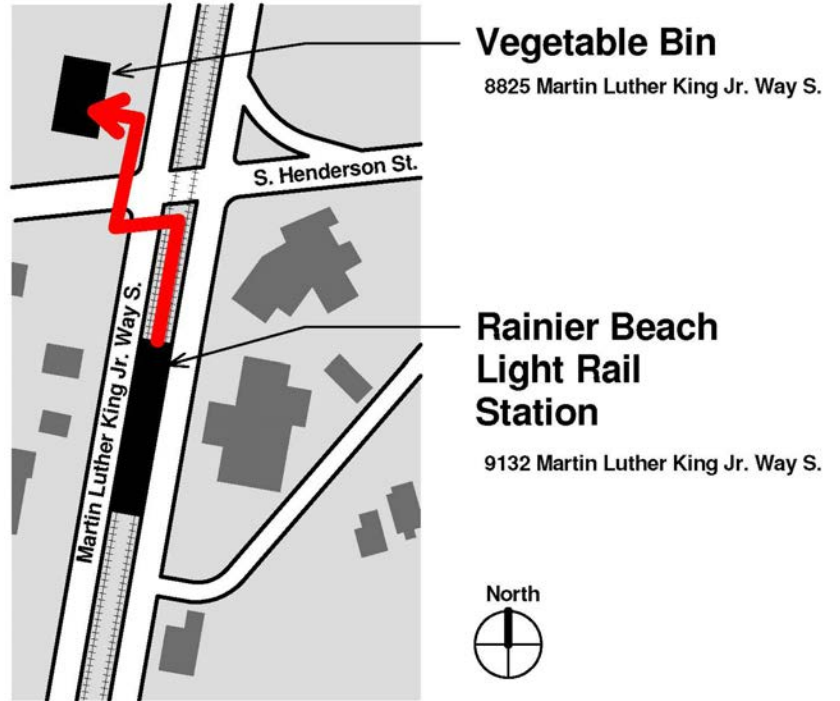 Vegetable Bin
8825 Martin Luther King Jr. Way S.
S. Henderson St.
Martin Luther King Jr. Way S.
Rainier Beach
Light Rail
Station
9132 Martin Luther King Jr. Way S.
North